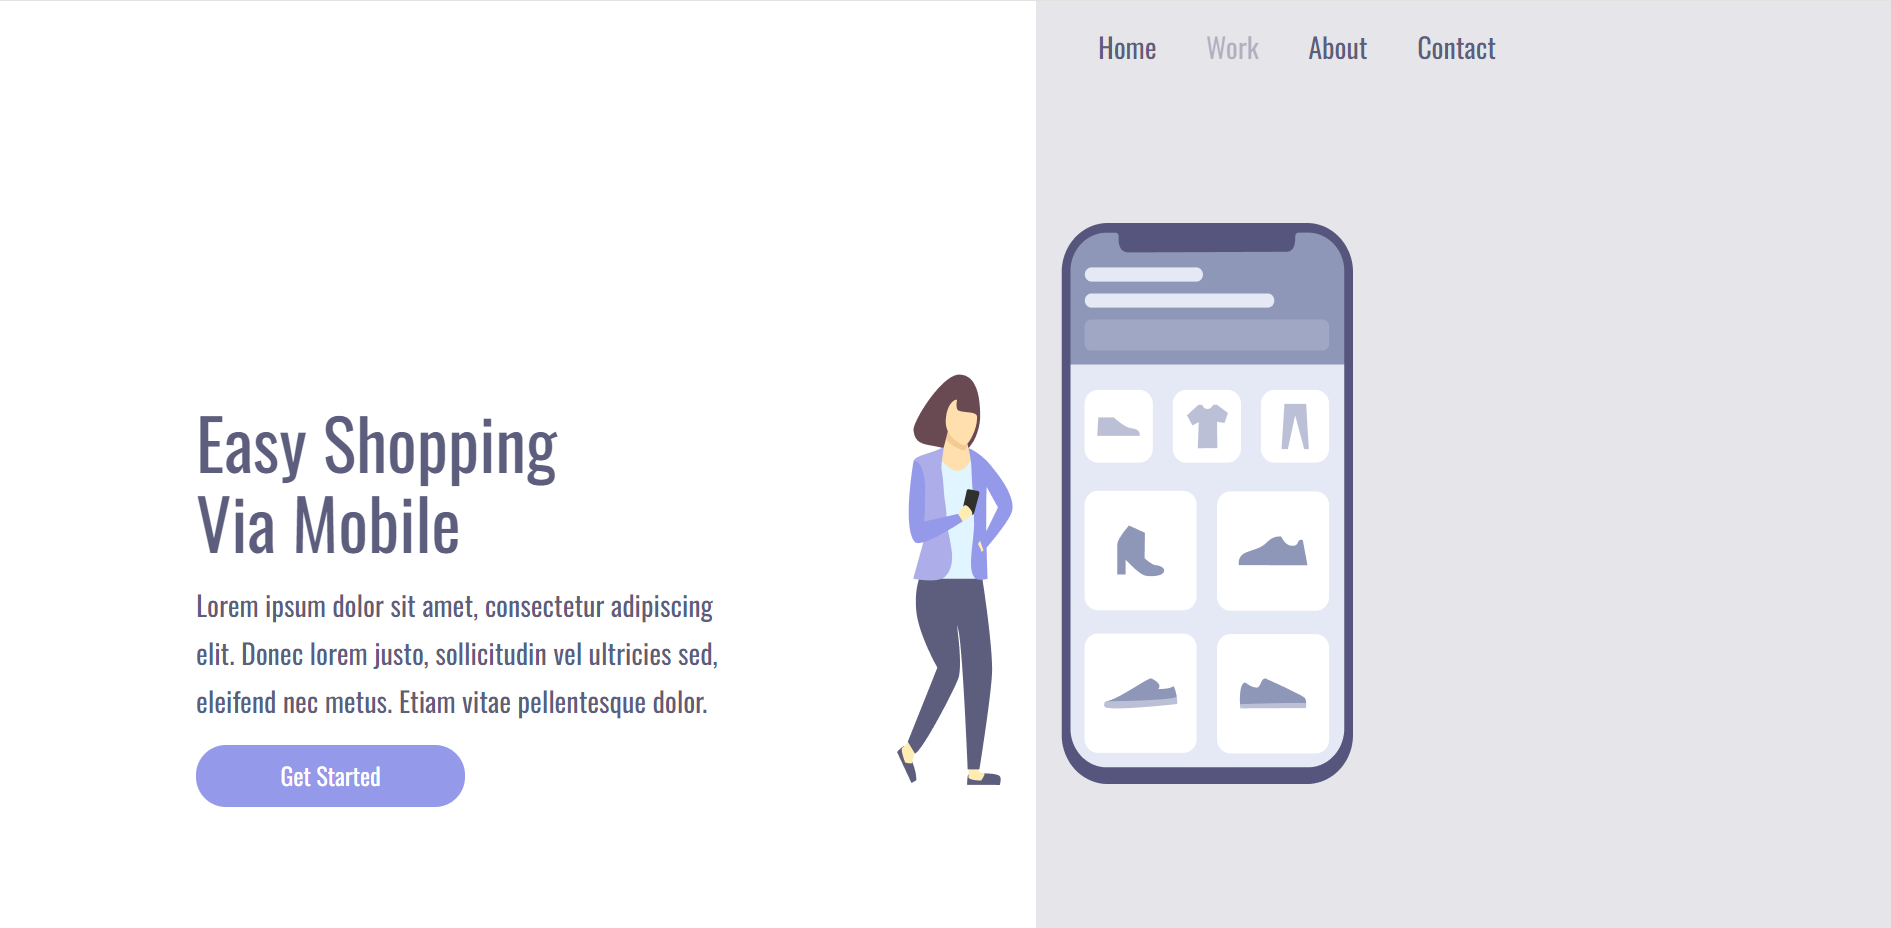 Home Work About Contact
Easy Shopping
Via Mobile
Lorem ipsum dolor sit amet, consectetur adipiscing
elit. Donec lorem justo, sollicitudin vel ultricies sed,
eleifend nec metus. Etiam vitae pellentesque dolor.
Get Started